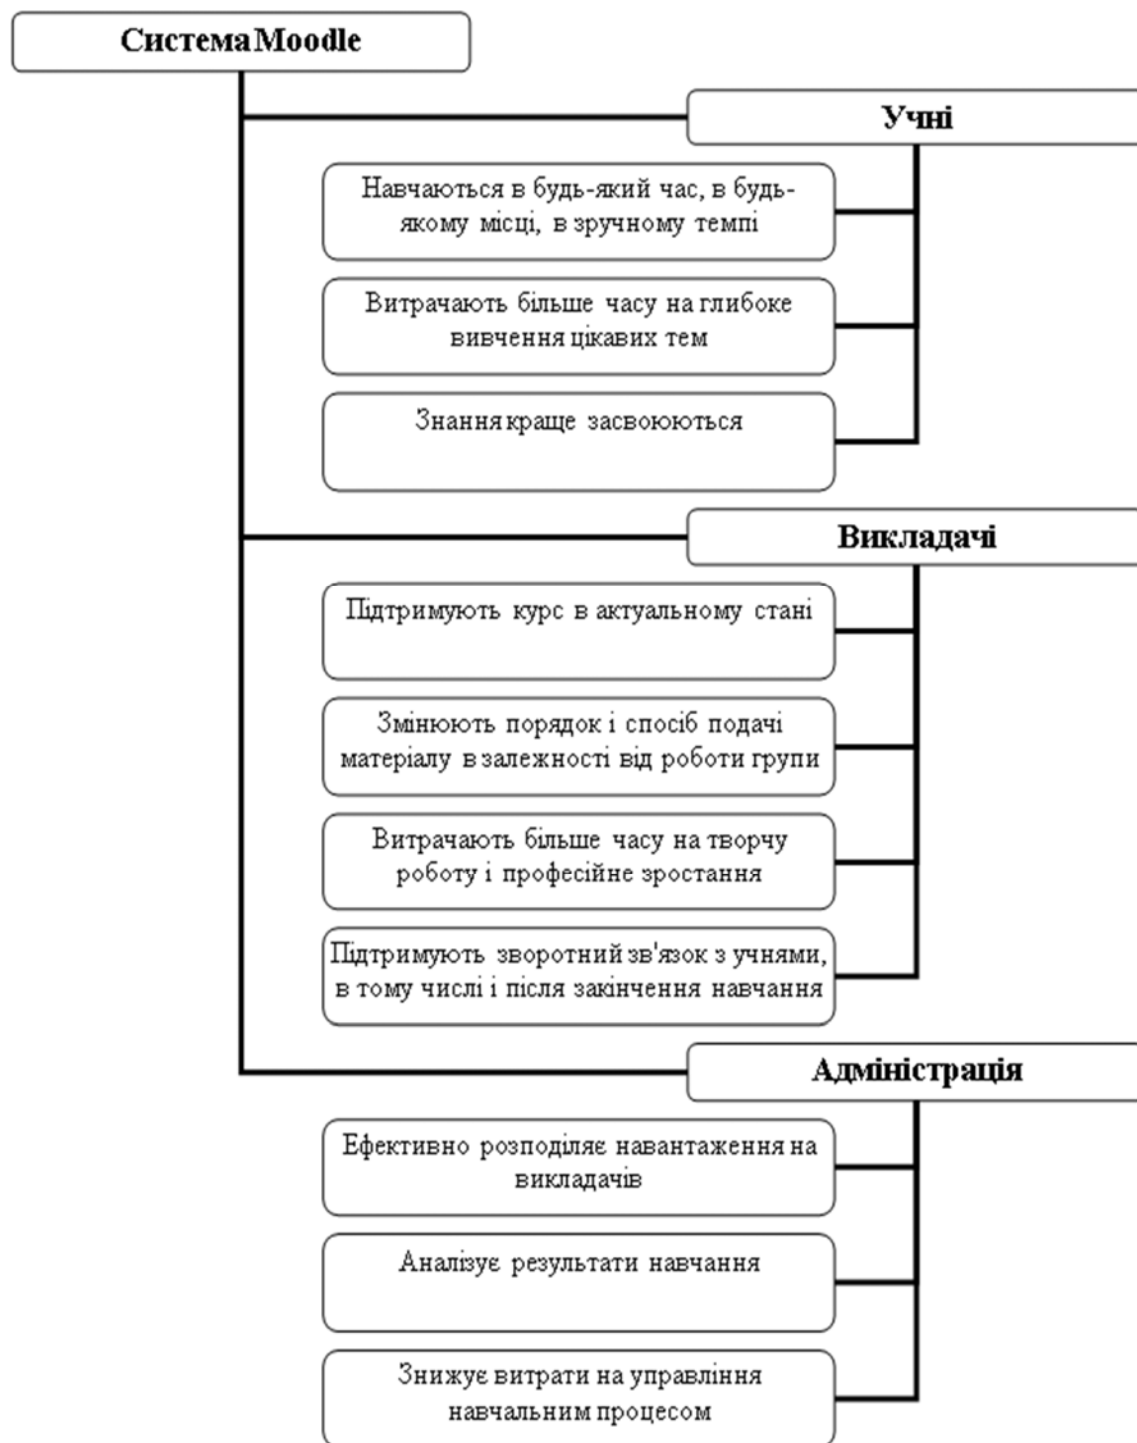 Система Moodle
Учні
Навчаються в будь-який час, в будь-
якому місці, в зручному темпі
Витрачають більше часу на глибоке
вивчення цікавих тем
Знання краще засвоюються
Викладачі
Підтримують курс в актуальному стані
Змінюють порядок і спосіб подачі
матеріалу в залежності від роботи групи
Витрачають більше часу на творчу
роботу і професійне зростання
Підтримують зворотний зв'язок з учнями,
в тому числі і після закінчення навчання
Адміністрація
Ефективно розподіляє навантаження на
викладачів
Аналізує результати навчання
Знижує витрати на управління
навчальним процесом